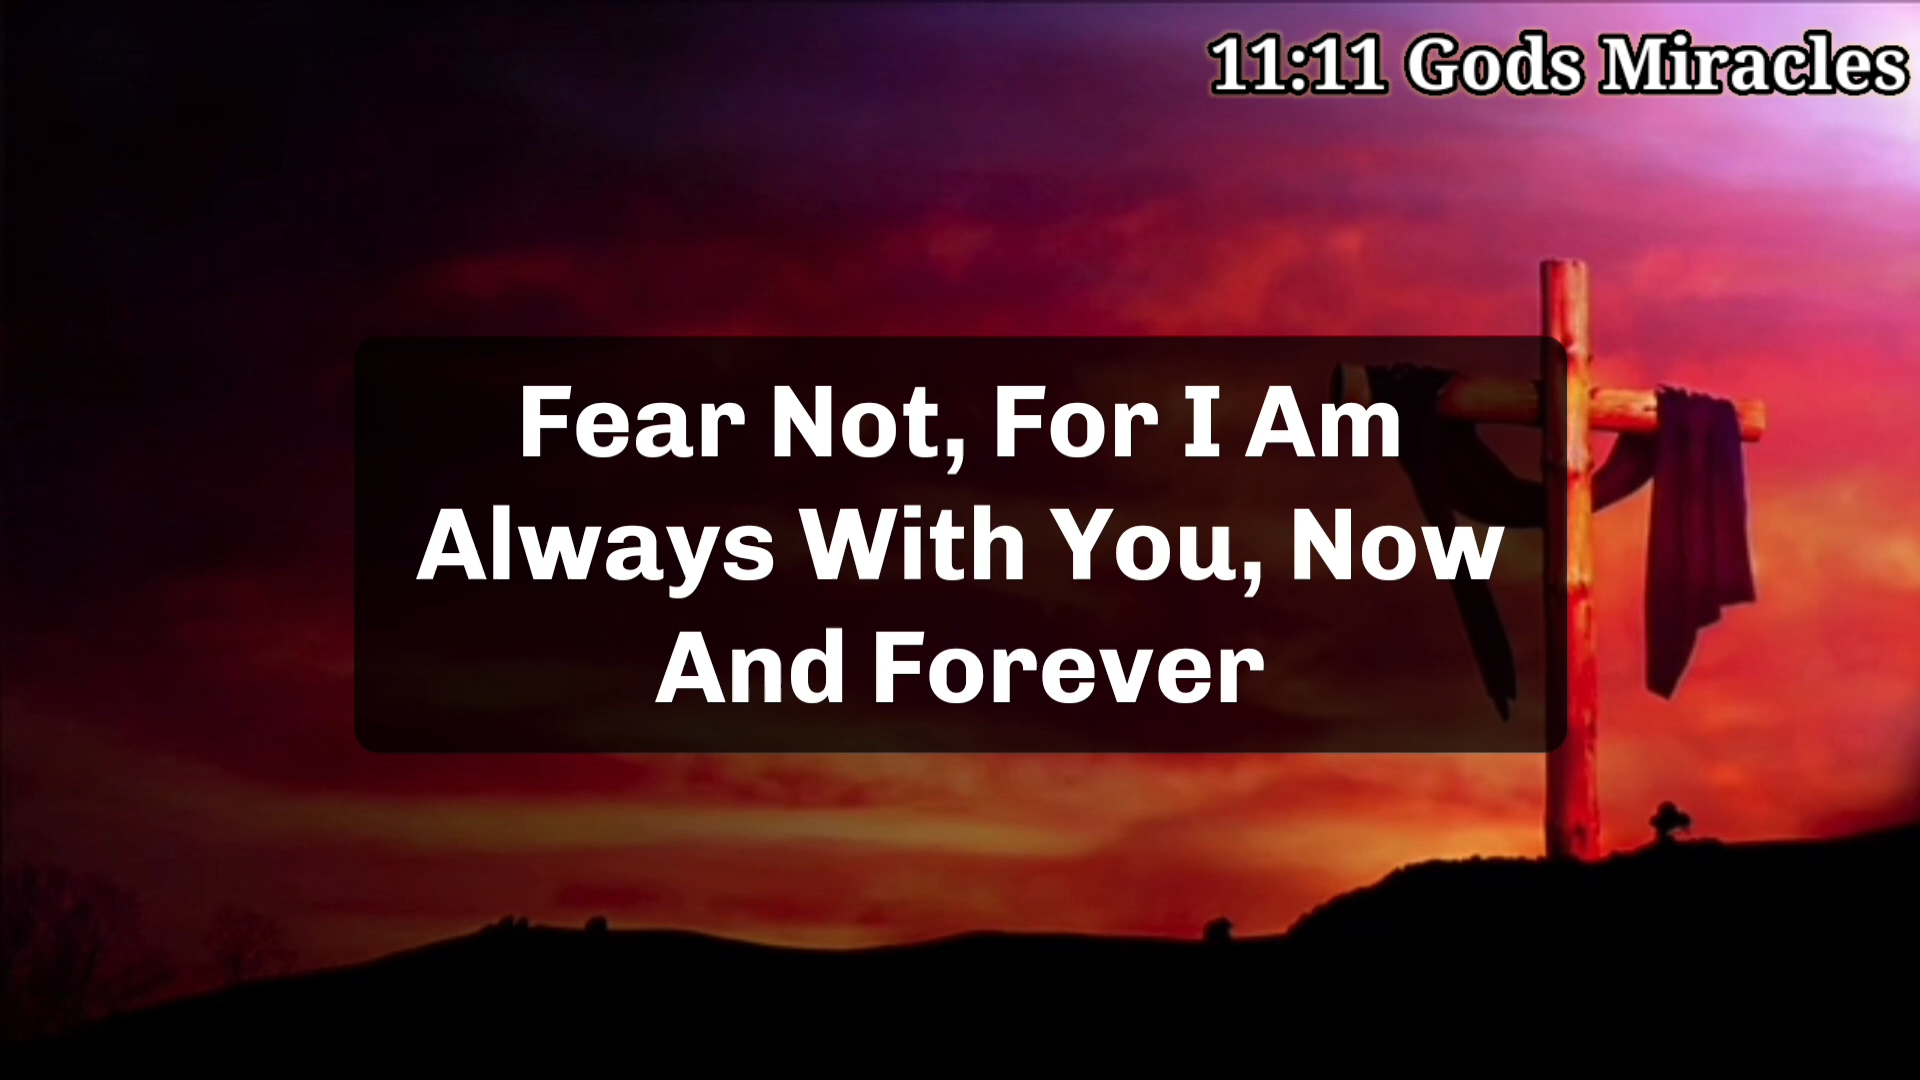 11:11 Gods Miracles
Fear Not, For I Am
Always With You, Now
And Forever